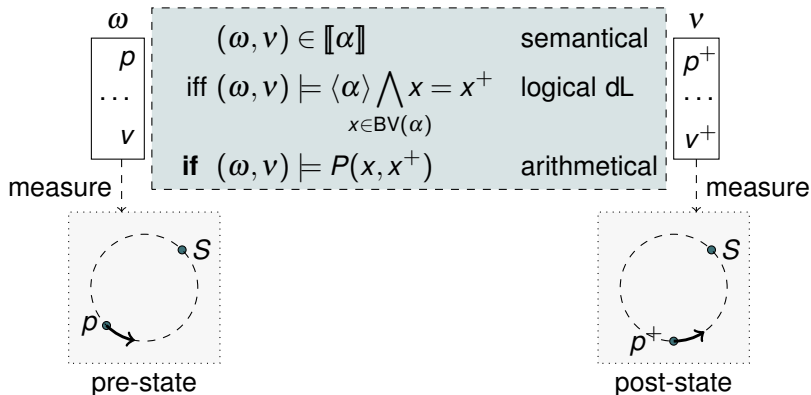 ω
p
...
v
(ω, ν) ∈ ⟦α⟧ semantical
iff (ω, ν) ⊨ ⟨α⟩ ⋀ x = x⁺ logical dL
x∈BV(α)
if (ω, ν) ⊨ P(x, x⁺) arithmetical
ν
p⁺
...
v⁺
measure
measure
S
p
pre-state
S
p⁺
post-state